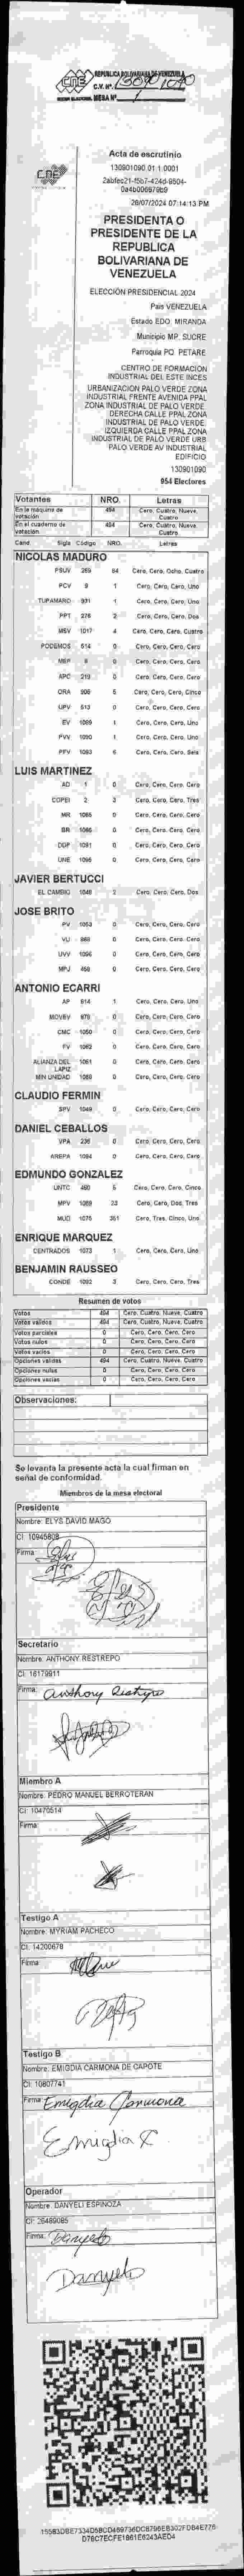 REPUBLICA BOLIVARIANA DE VENEZUELA
C.V. Nº.
MESA Nº. 1
CNE
Acta de escrutinio
130901090.01.1.0001
28/07/2024 07:14:13 PM
PRESIDENTA O
PRESIDENTE DE LA
REPUBLICA
BOLIVARIANA DE
VENEZUELA
ELECCIÓN PRESIDENCIAL 2024
Pais VENEZUELA
Estado EDO. MIRANDA
Municipio MP. SUCRE
Parroquia PQ. PETARE
CENTRO DE FORMACION
INDUSTRIAL DEL ESTE INCES
URBANIZACION PALO VERDE ZONA
INDUSTRIAL FRENTE AVENIDA PPAL
ZONA INDUSTRIAL DE PALO VERDE.
DERECHA CALLE PPAL ZONA
INDUSTRIAL DE PALO VERDE.
IZQUIERDA CALLE PPAL ZONA
INDUSTRIAL DE PALO VERDE URB
PALO VERDE AV INDUSTRIAL
EDIFICIO
130901090
954 Electores
Votantes NRO. Letras
En la máquina de votación 494 Cero, Cuatro, Nueve, Cuatro
En el cuaderno de votación 494 Cero, Cuatro, Nueve, Cuatro
Cand. Sigla Código NRO. Letras
NICOLAS MADURO
PSUV 269 84 Cero, Cero, Ocho, Cuatro
PCV 9 1 Cero, Cero, Cero, Uno
TUPAMARO 931 1 Cero, Cero, Cero, Uno
PPT 276 2 Cero, Cero, Cero, Dos
MSV 1017 4 Cero, Cero, Cero, Cuatro
PODEMOS 514 0 Cero, Cero, Cero, Cero
MEP 8 0 Cero, Cero, Cero, Cero
APC 219 0 Cero, Cero, Cero, Cero
ORA 900 5 Cero, Cero, Cero, Cinco
UPV 513 0 Cero, Cero, Cero, Cero
EV 1089 1 Cero, Cero, Cero, Uno
PVV 1090 1 Cero, Cero, Cero, Uno
PFV 1093 6 Cero, Cero, Cero, Seis
LUIS MARTINEZ
AD 1 0 Cero, Cero, Cero, Cero
COPEI 2 3 Cero, Cero, Cero, Tres
MR 1065 0 Cero, Cero, Cero, Cero
BR 1066 0 Cero, Cero, Cero, Cero
DDP 1091 0 Cero, Cero, Cero, Cero
UNE 1096 0 Cero, Cero, Cero, Cero
JAVIER BERTUCCI
EL CAMBIO 1048 2 Cero, Cero, Cero, Dos
JOSE BRITO
PV 1053 0 Cero, Cero, Cero, Cero
VU 868 0 Cero, Cero, Cero, Cero
UVV 1096 0 Cero, Cero, Cero, Cero
MPJ 458 0 Cero, Cero, Cero, Cero
ANTONIO ECARRI
AP 614 1 Cero, Cero, Cero, Uno
MOVEV 979 0 Cero, Cero, Cero, Cero
CMC 1050 0 Cero, Cero, Cero, Cero
FV 1062 0 Cero, Cero, Cero, Cero
ALIANZA DEL LAPIZ 1061 0 Cero, Cero, Cero, Cero
MIN UNIDAD 1088 0 Cero, Cero, Cero, Cero
CLAUDIO FERMIN
SPV 1049 0 Cero, Cero, Cero, Cero
DANIEL CEBALLOS
VPA 236 0 Cero, Cero, Cero, Cero
AREPA 1094 0 Cero, Cero, Cero, Cero
EDMUNDO GONZALEZ
UNTC 460 5 Cero, Cero, Cero, Cinco
MPV 1069 23 Cero, Cero, Dos, Tres
MUD 1075 351 Cero, Tres, Cinco, Uno
ENRIQUE MARQUEZ
CENTRADOS 1073 1 Cero, Cero, Cero, Uno
BENJAMIN RAUSSEO
CONDE 1092 3 Cero, Cero, Cero, Tres
Resumen de votos
Votos 494 Cero, Cuatro, Nueve, Cuatro
Votos válidos 494 Cero, Cuatro, Nueve, Cuatro
Votos parciales 0 Cero, Cero, Cero, Cero
Votos nulos 0 Cero, Cero, Cero, Cero
Votos vacíos 0 Cero, Cero, Cero, Cero
Opciones válidas 494 Cero, Cuatro, Nueve, Cuatro
Opciones nulas 0 Cero, Cero, Cero, Cero
Opciones vacías 0 Cero, Cero, Cero, Cero
Observaciones:
Se levanta la presente acta la cual firman en
señal de conformidad.
Miembros de la mesa electoral
Presidente
Nombre: ELYS DAVID MAGO
CI: 10945808
Firma:
Secretario
Nombre: ANTHONY RESTREPO
CI: 16179911
Firma: Anthony Restrepo
Miembro A
Nombre: PEDRO MANUEL BERROTERAN
CI: 10470514
Firma:
Testigo A
Nombre: MYRIAM PACHECO
CI: 14200678
Firma:
Testigo B
Nombre: EMIGDIA CARMONA DE CAPOTE
CI: 10807741
Firma: Emigdia Carmona
Emigdia C.
Operador
Nombre: DANYELI ESPINOZA
CI: 26489085
Firma: Danyeli
Danyeli